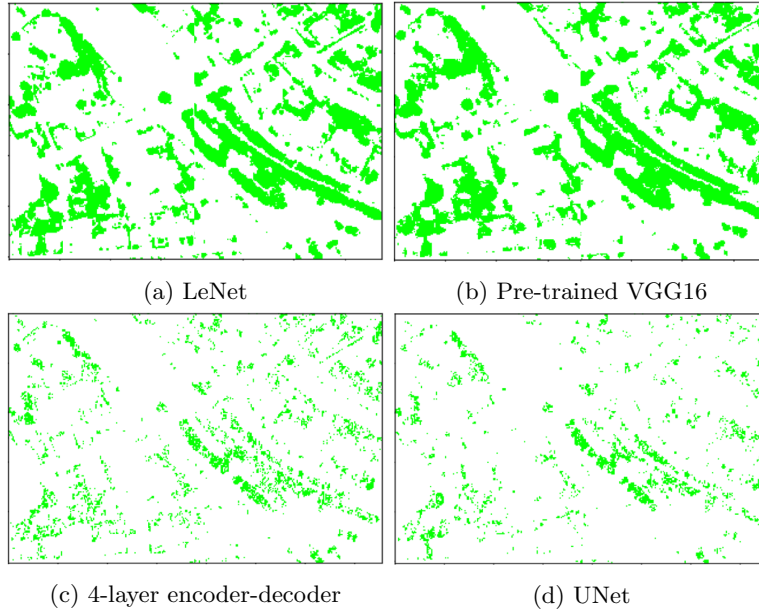 (a) LeNet
(b) Pre-trained VGG16
(c) 4-layer encoder-decoder
(d) UNet